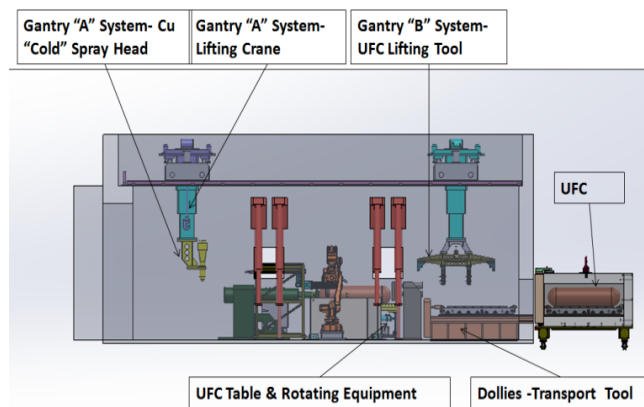 Gantry “A” System- Cu
“Cold” Spray Head
Gantry “A” System-
Lifting Crane
Gantry “B” System-
UFC Lifting Tool
UFC
UFC Table & Rotating Equipment
Dollies -Transport Tool